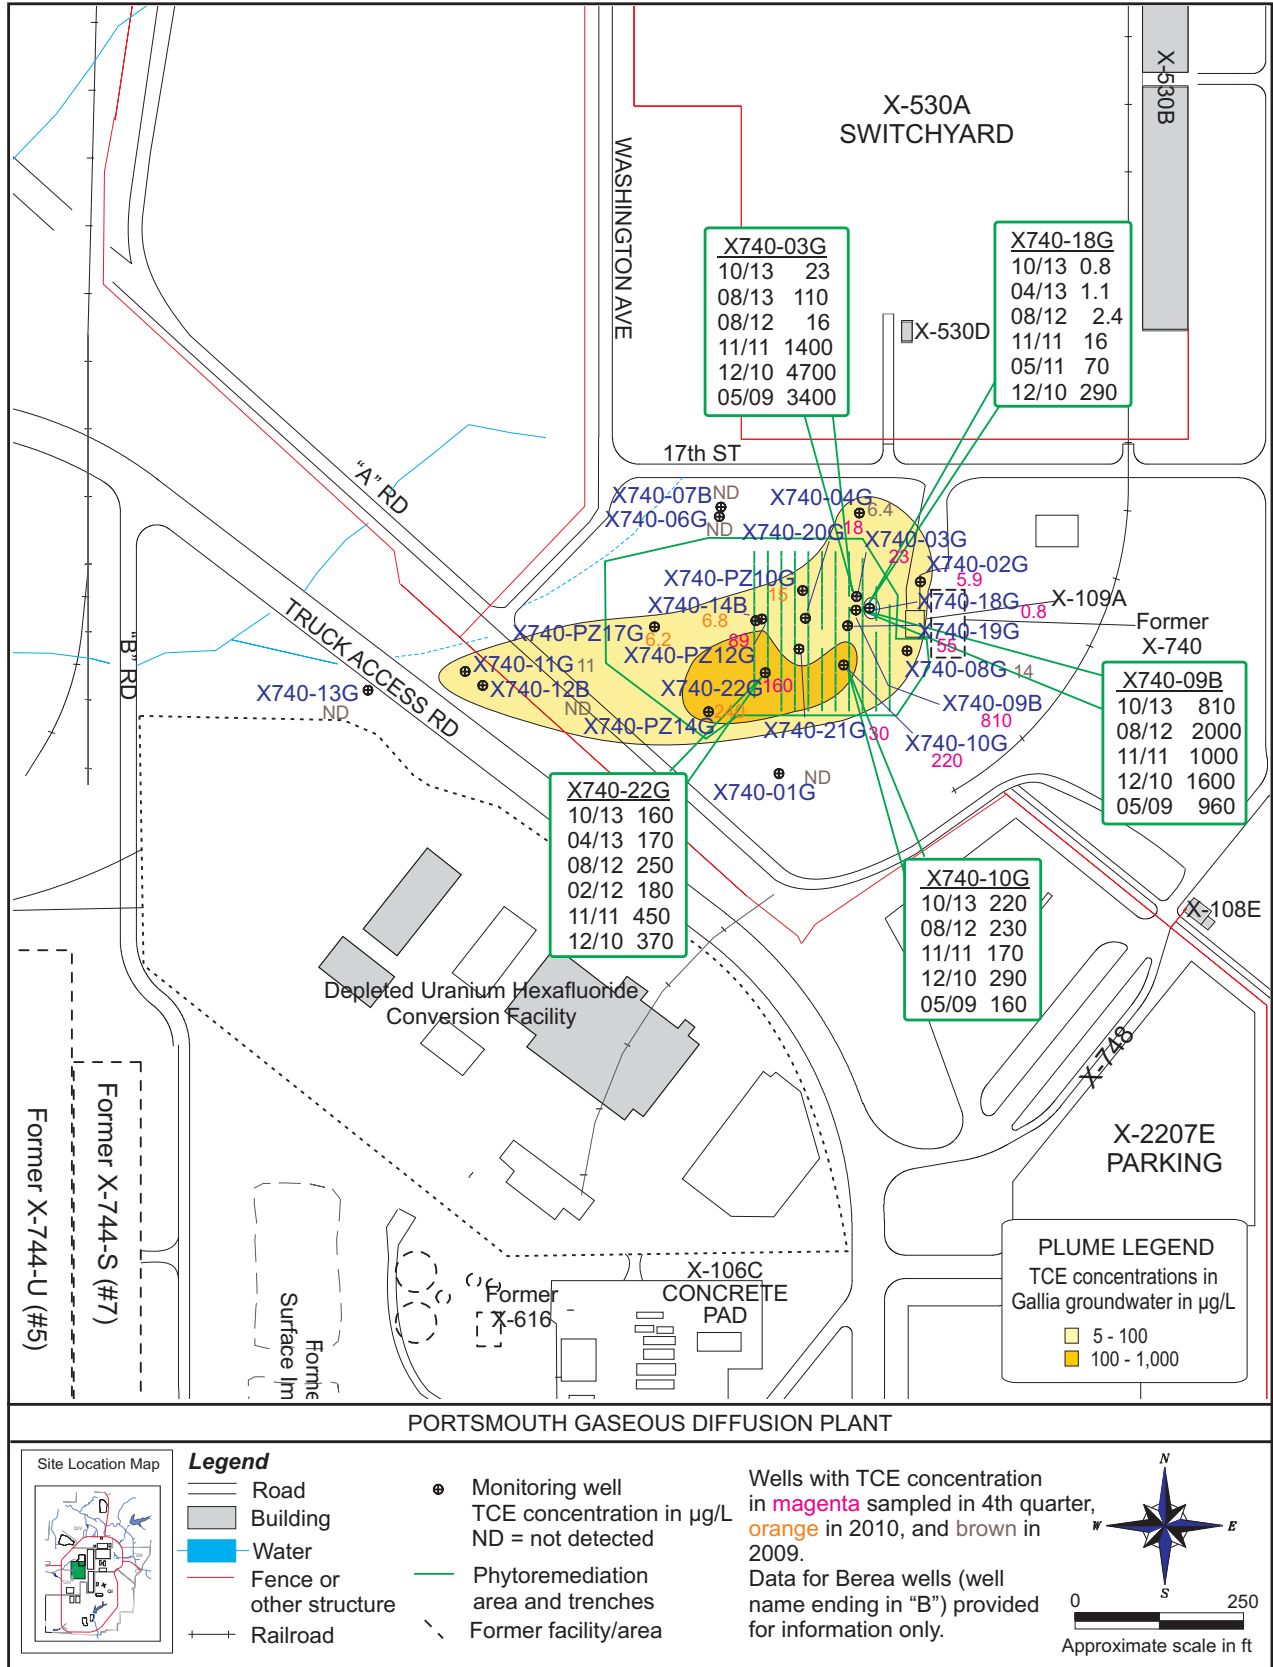 X-530A
SWITCHYARD
X-530B
WASHINGTON AVE
X740-03G
10/13 23
08/13 110
08/12 16
11/11 1400
12/10 4700
05/09 3400
X740-18G
10/13 0.8
04/13 1.1
08/12 2.4
11/11 16
05/11 70
12/10 290
X-530D
17th ST
"A" RD
X740-07B ND
X740-06G
ND
X740-04G
6.4
X740-20G 18
X740-03G
23
X740-02G
5.9
X740-PZ10G
15
X740-14B
6.8
X740-18G
0.8
X-109A
Former
X-740
X740-PZ17G
6.2
89
X740-19G
55
X740-PZ12G
X740-11G 11
X740-08G 14
X740-12B
ND
X740-22G 160
X740-13G
ND
X740-09B
810
240
X740-PZ14G
X740-21G 30
X740-10G
220
TRUCK ACCESS RD
"B" RD
X740-01G
ND
X740-09B
10/13 810
08/12 2000
11/11 1000
12/10 1600
05/09 960
X740-22G
10/13 160
04/13 170
08/12 250
02/12 180
11/11 450
12/10 370
X740-10G
10/13 220
08/12 230
11/11 170
12/10 290
05/09 160
X-108E
Depleted Uranium Hexafluoride
Conversion Facility
X-748
X-2207E
PARKING
Former X-744-U (#5)
Former X-744-S (#7)
Surface Im
Forme
Former
X-616
X-106C
CONCRETE
PAD
PLUME LEGEND
TCE concentrations in
Gallia groundwater in µg/L
5 - 100
100 - 1,000
PORTSMOUTH GASEOUS DIFFUSION PLANT
Site Location Map
Legend
Road
Building
Water
Fence or
other structure
Railroad
Monitoring well
TCE concentration in µg/L
ND = not detected
Phytoremediation
area and trenches
Former facility/area
Wells with TCE concentration
in magenta sampled in 4th quarter,
orange in 2010, and brown in
2009.
Data for Berea wells (well
name ending in "B") provided
for information only.
N
W
E
S
0 250
Approximate scale in ft